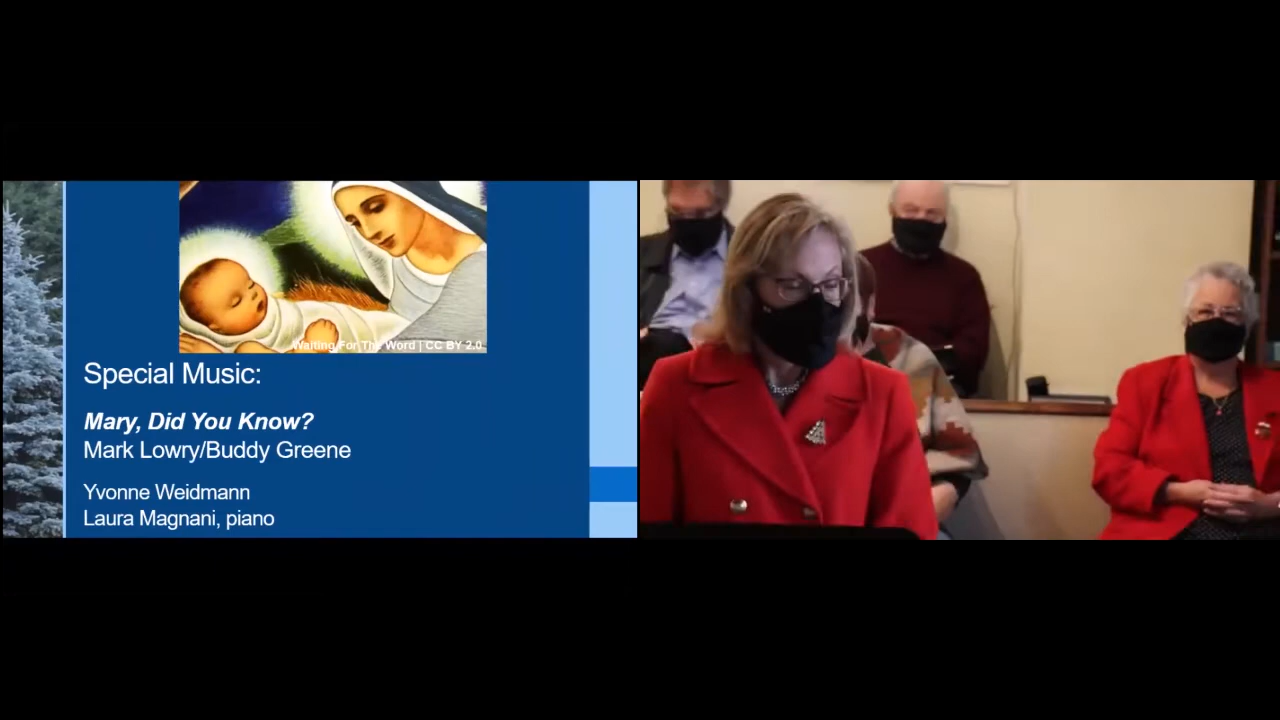 Waiting For The Word | CC BY 2.0
Special Music:
Mary, Did You Know?
Mark Lowry/Buddy Greene
Yvonne Weidmann
Laura Magnani, piano